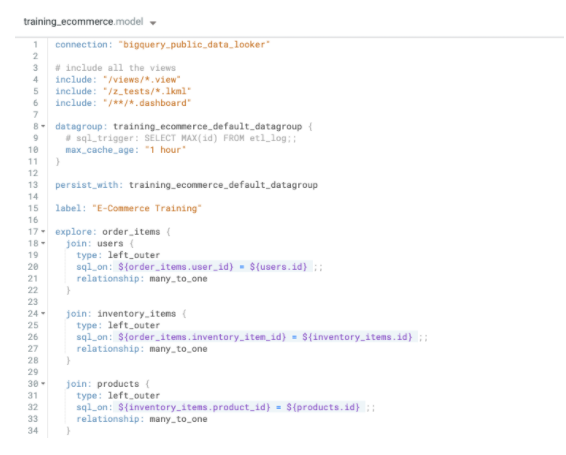 training_ecommerce.model
1 connection: "bigquery_public_data_looker"
2
3 # include all the views
4 include: "/views/*.view"
5 include: "/z_tests/*.lkml"
6 include: "/**/*.dashboard"
7
8 datagroup: training_ecommerce_default_datagroup {
9 # sql_trigger: SELECT MAX(id) FROM etl_log;;
10 max_cache_age: "1 hour"
11 }
12
13 persist_with: training_ecommerce_default_datagroup
14
15 label: "E-Commerce Training"
16
17 explore: order_items {
18 join: users {
19 type: left_outer
20 sql_on: ${order_items.user_id} = ${users.id} ;;
21 relationship: many_to_one
22 }
23
24 join: inventory_items {
25 type: left_outer
26 sql_on: ${order_items.inventory_item_id} = ${inventory_items.id} ;;
27 relationship: many_to_one
28 }
29
30 join: products {
31 type: left_outer
32 sql_on: ${inventory_items.product_id} = ${products.id} ;;
33 relationship: many_to_one
34 }